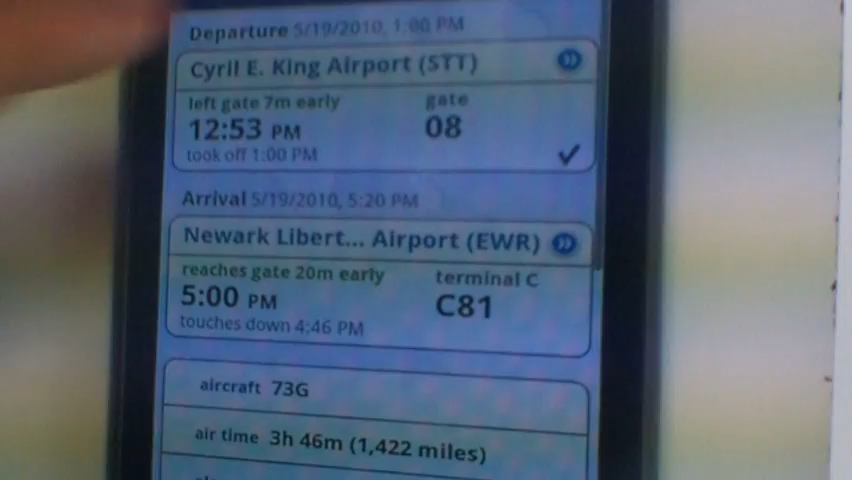 Departure 5/19/2010, 1:00 PM
Cyril E. King Airport (STT)
left gate 7m early
gate
12:53 PM
08
took off 1:00 PM
Arrival 5/19/2010, 5:20 PM
Newark Libert... Airport (EWR)
reaches gate 20m early
terminal C
5:00 PM
C81
touches down 4:46 PM
aircraft 73G
air time 3h 46m (1,422 miles)